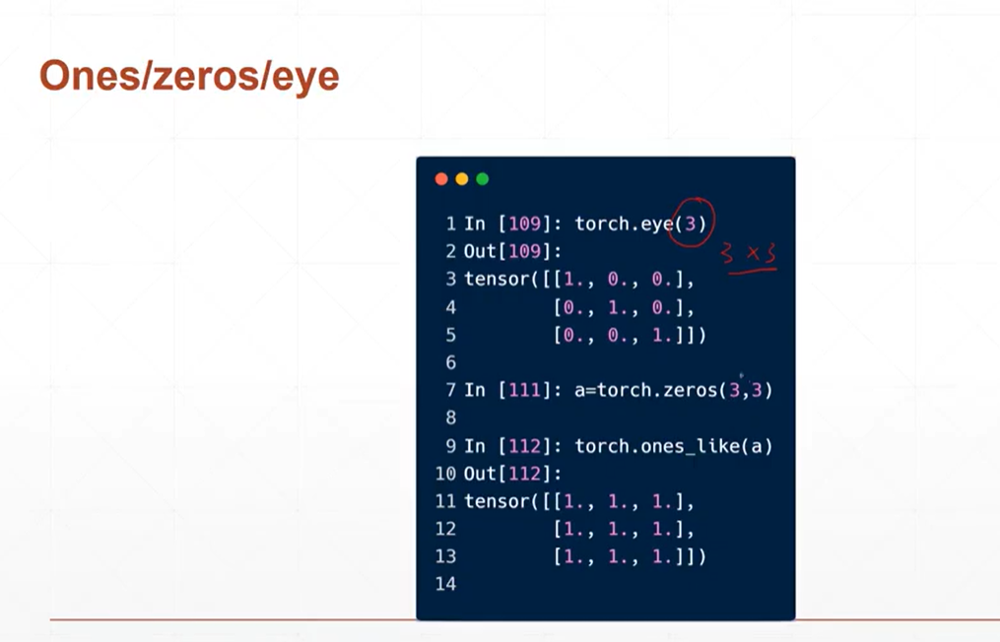 Ones/zeros/eye
1 In [109]: torch.eye(3)
3 × 3
2 Out[109]:
3 tensor([[1., 0., 0.],
4 [0., 1., 0.],
5 [0., 0., 1.]])
6
7 In [111]: a=torch.zeros(3,3)
8
9 In [112]: torch.ones_like(a)
10 Out[112]:
11 tensor([[1., 1., 1.],
12 [1., 1., 1.],
13 [1., 1., 1.]])
14